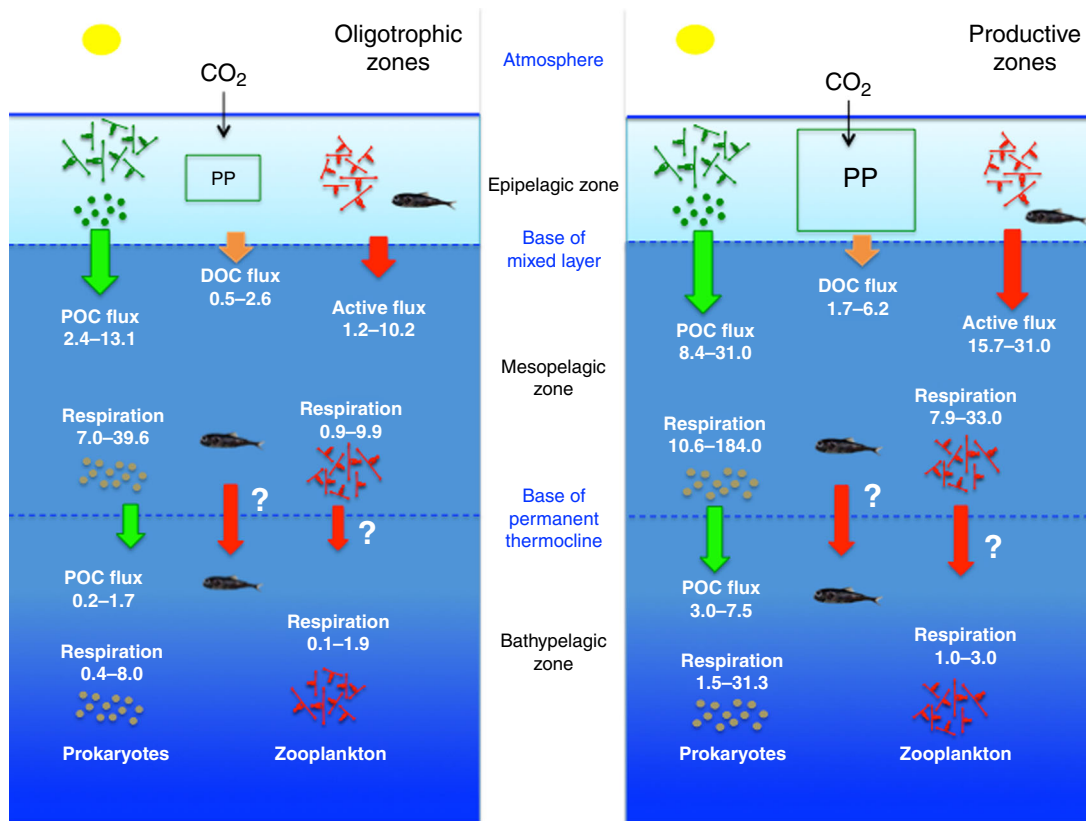 Oligotrophic
zones
CO2
PP
DOC flux
0.5–2.6
POC flux
2.4–13.1
Active flux
1.2–10.2
Respiration
7.0–39.6
Respiration
0.9–9.9
?
?
POC flux
0.2–1.7
Respiration
0.1–1.9
Respiration
0.4–8.0
Prokaryotes
Zooplankton
Atmosphere
Epipelagic zone
Base of
mixed layer
Mesopelagic
zone
Base of
permanent
thermocline
Bathypelagic
zone
Productive
zones
CO2
PP
DOC flux
1.7–6.2
POC flux
8.4–31.0
Active flux
15.7–31.0
Respiration
10.6–184.0
Respiration
7.9–33.0
?
?
POC flux
3.0–7.5
Respiration
1.0–3.0
Respiration
1.5–31.3
Prokaryotes
Zooplankton